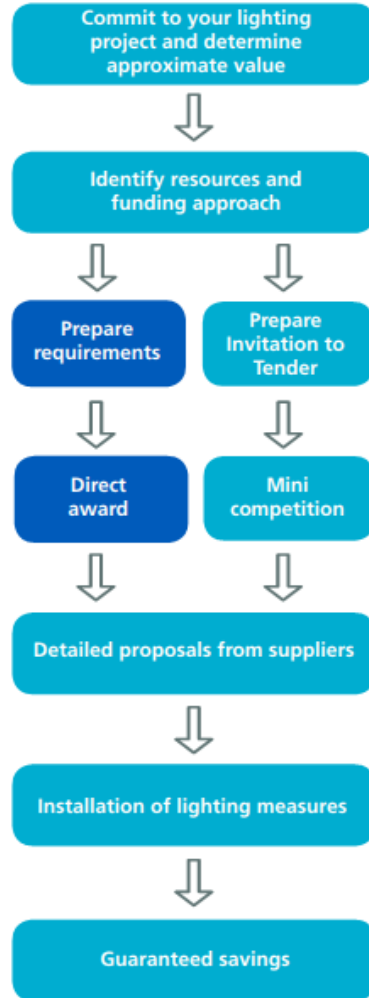 Commit to your lighting
project and determine
approximate value
Identify resources and
funding approach
Prepare
requirements
Prepare
Invitation to
Tender
Direct
award
Mini
competition
Detailed proposals from suppliers
Installation of lighting measures
Guaranteed savings